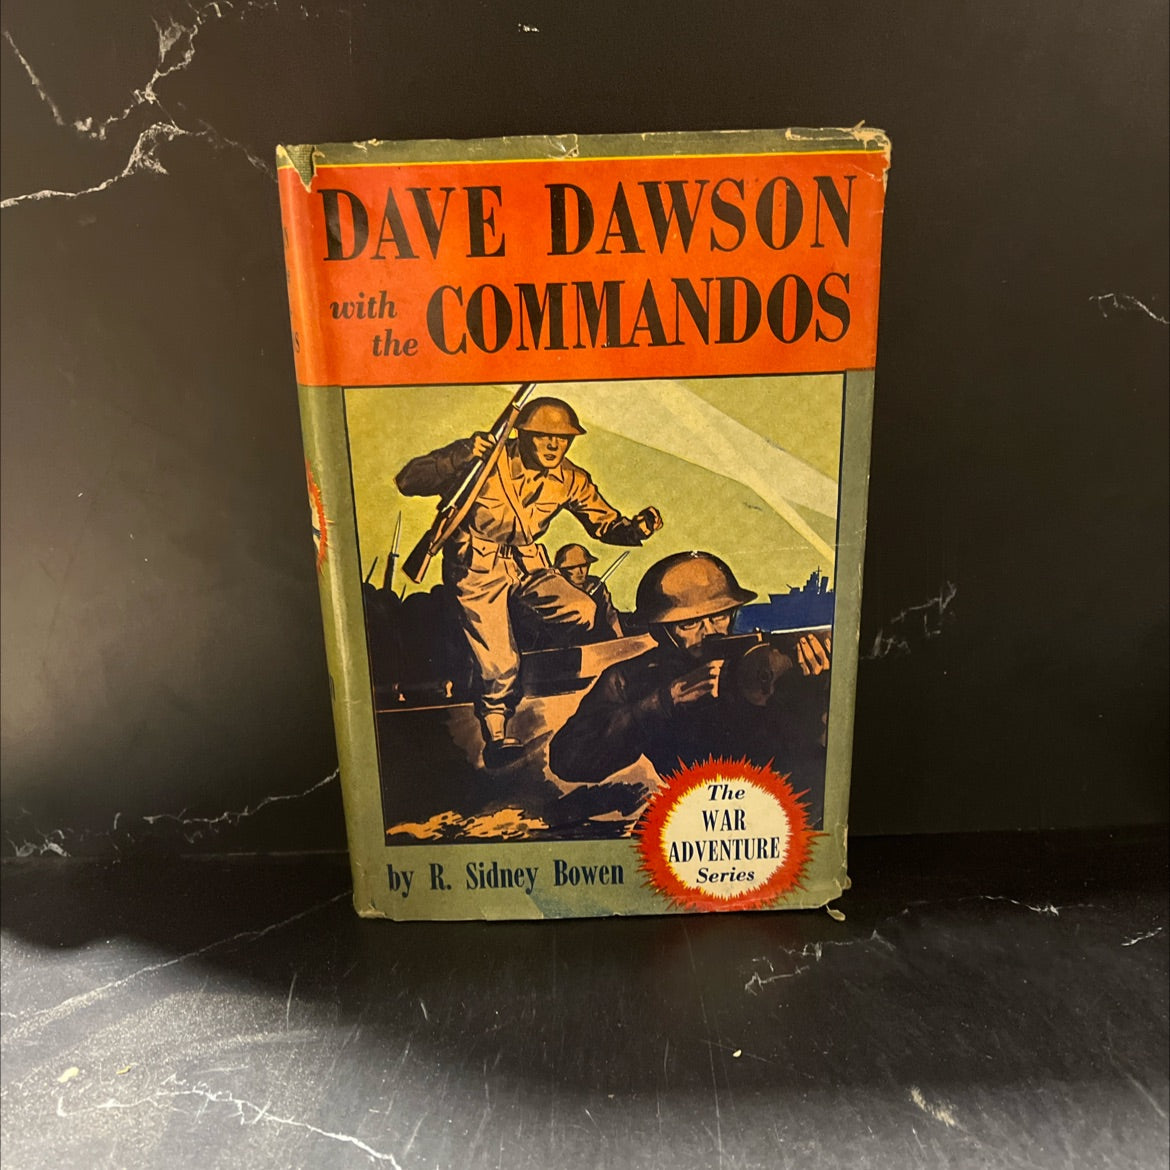 DAVE DAWSON
with the COMMANDOS
by R. Sidney Bowen
The
WAR
ADVENTURE
Series